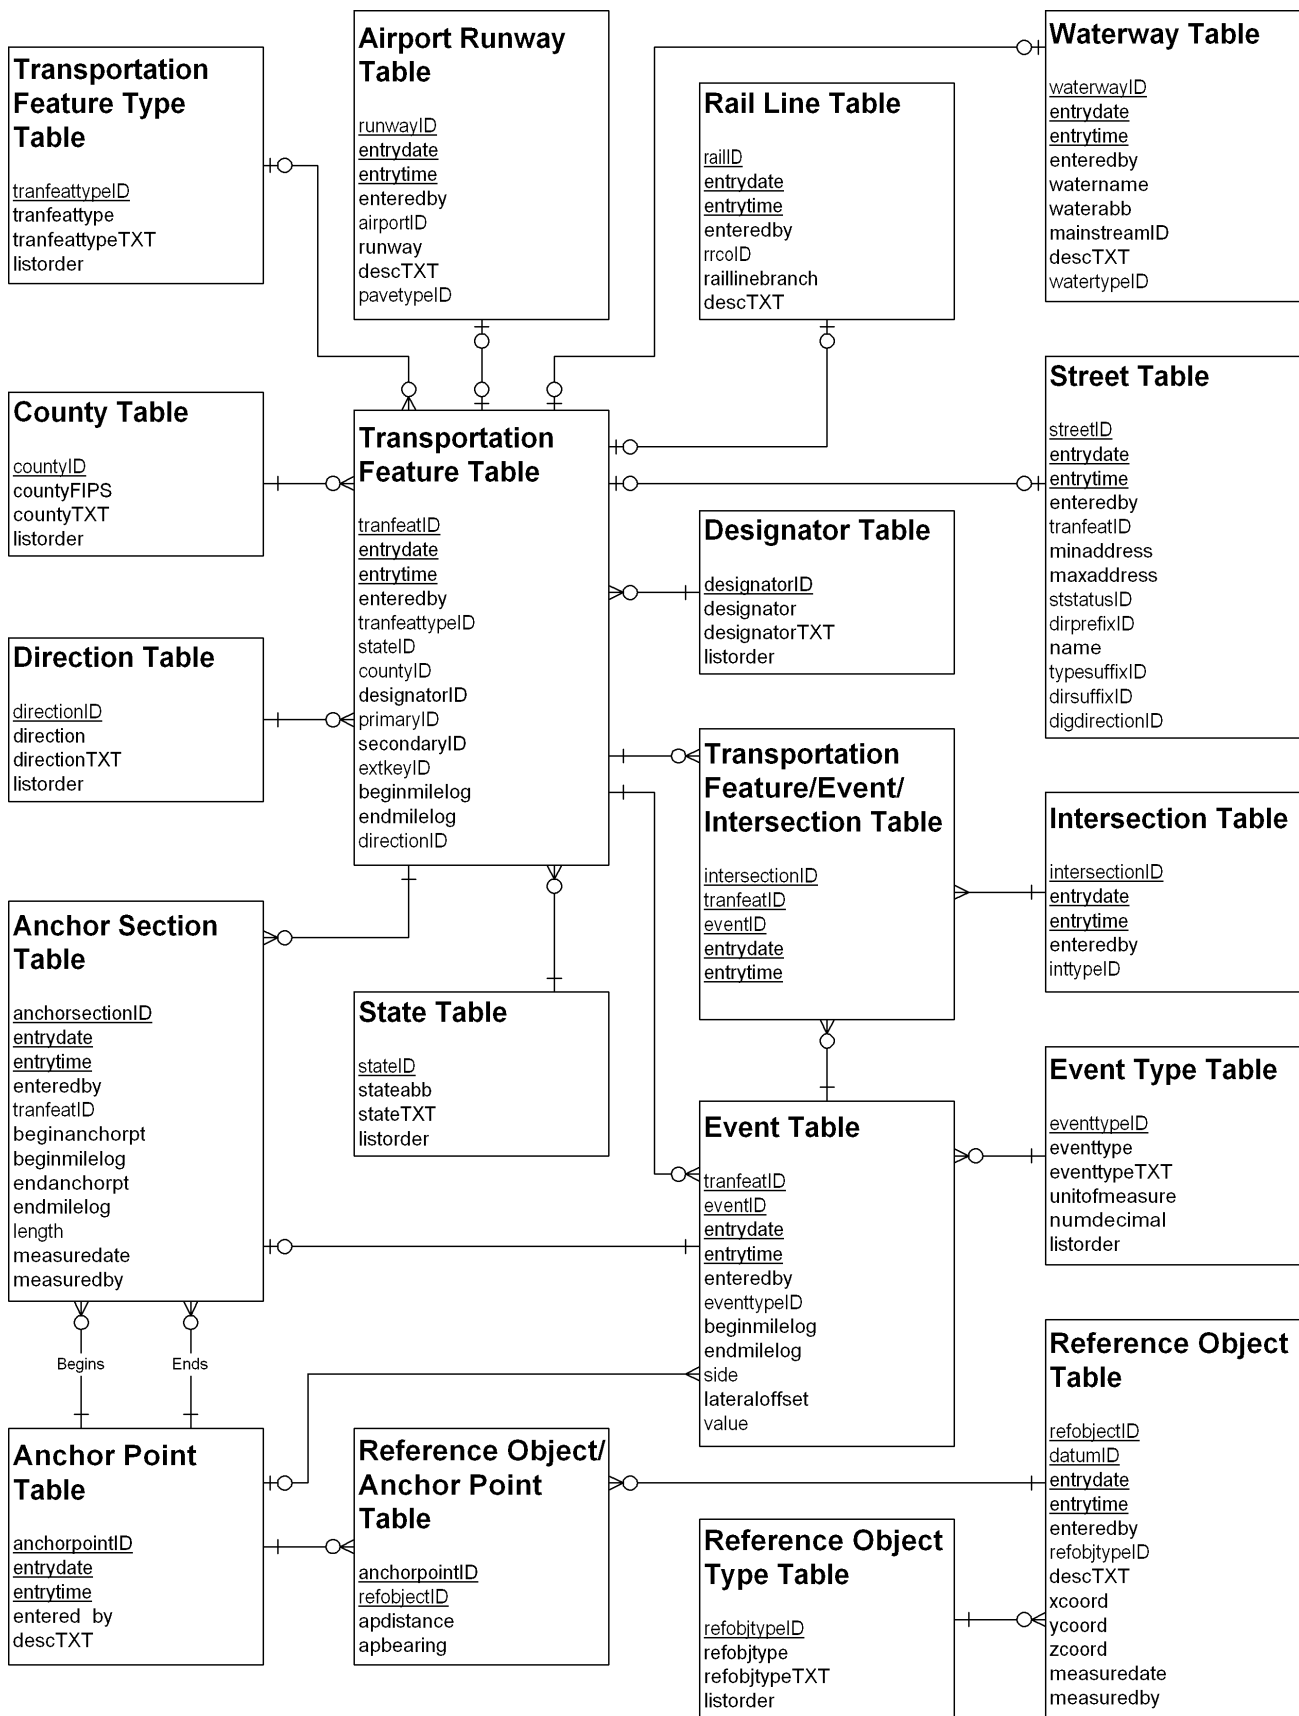 Transportation
Feature Type
Table
tranfeattypeID
tranfeattype
tranfeattypeTXT
listorder
Airport Runway
Table
runwayID
entrydate
entrytime
enteredby
airportID
runway
descTXT
pavetypeID
Rail Line Table
railID
entrydate
entrytime
enteredby
rrcoID
raillinebranch
descTXT
Waterway Table
waterwayID
entrydate
entrytime
enteredby
watername
waterabb
mainstreamID
descTXT
watertypeID
County Table
countyID
countyFIPS
countyTXT
listorder
Transportation
Feature Table
tranfeatID
entrydate
entrytime
enteredby
tranfeattypeID
stateID
countyID
designatorID
primaryID
secondaryID
extkeyID
beginmilelog
endmilelog
directionID
Street Table
streetID
entrydate
entrytime
enteredby
tranfeatID
minaddress
maxaddress
ststatusID
dirprefixID
name
typesuffixID
dirsuffixID
digdirectionID
Designator Table
designatorID
designator
designatorTXT
listorder
Direction Table
directionID
direction
directionTXT
listorder
Transportation
Feature/Event/
Intersection Table
intersectionID
tranfeatID
eventID
entrydate
entrytime
Intersection Table
intersectionID
entrydate
entrytime
enteredby
inttypeID
Anchor Section
Table
anchorsectionID
entrydate
entrytime
enteredby
tranfeatID
beginanchorpt
beginmilelog
endanchorpt
endmilelog
length
measuredate
measuredby
State Table
stateID
stateabb
stateTXT
listorder
Event Table
tranfeatID
eventID
entrydate
entrytime
enteredby
eventtypeID
beginmilelog
endmilelog
side
lateraloffset
value
Event Type Table
eventtypeID
eventtype
eventtypeTXT
unitofmeasure
numdecimal
listorder
Begins
Ends
Anchor Point
Table
anchorpointID
entrydate
entrytime
entered by
descTXT
Reference Object/
Anchor Point
Table
anchorpointID
refobjectID
apdistance
apbearing
Reference Object
Type Table
refobjtypeID
refobjtype
refobjtypeTXT
listorder
Reference Object
Table
refobjectID
datumID
entrydate
entrytime
enteredby
refobjtypeID
descTXT
xcoord
ycoord
zcoord
measuredate
measuredby